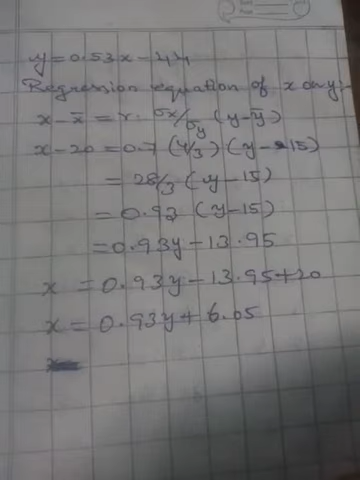 y=0.53x-4.4
Regression equation of x on y:-
x-x̄=r. σx/σy (y-ȳ)
x-20=0.7 (4/3) (y-15)
=28/3 (y-15)
=0.93 (y-15)
=0.93y-13.95
x =0.93y-13.95+20
x =0.93y+6.05